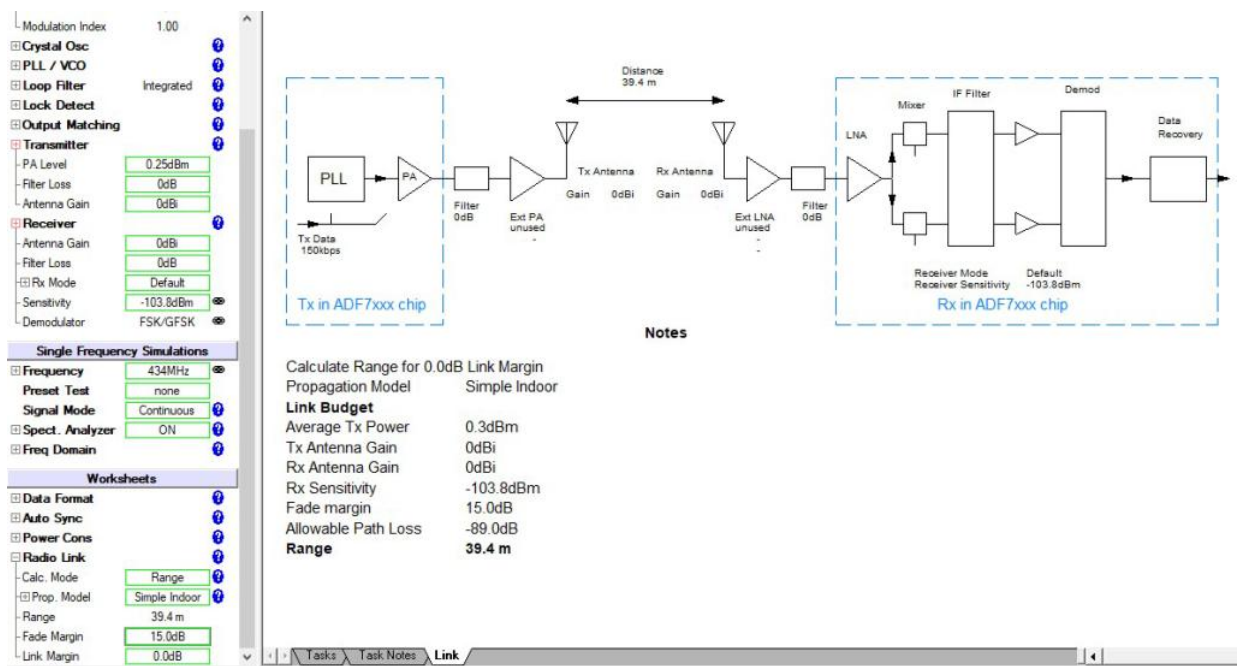 Modulation Index 1.00
Crystal Osc
PLL / VCO
Loop Filter Integrated
Lock Detect
Output Matching
Transmitter
PA Level 0.25dBm
Filter Loss 0dB
Antenna Gain 0dBi
Receiver
Antenna Gain 0dBi
Filter Loss 0dB
Rx Mode Default
Sensitivity -103.8dBm
Demodulator FSK/GFSK
Single Frequency Simulations
Frequency 434MHz
Preset Test none
Signal Mode Continuous
Spect. Analyzer ON
Freq Domain
Worksheets
Data Format
Auto Sync
Power Cons
Radio Link
Calc. Mode Range
Prop. Model Simple Indoor
Range 39.4 m
Fade Margin 15.0dB
Link Margin 0.0dB
Distance
39.4 m
PLL
PA
Tx Data
150kbps
Filter
0dB
Ext PA
unused
-
Tx Antenna
Gain 0dBi
Rx Antenna
Gain 0dBi
Ext LNA
unused
-
-
Filter
0dB
LNA
Mixer
IF Filter
Demod
Data
Recovery
Receiver Mode Default
Receiver Sensitivity -103.8dBm
Tx in ADF7xxx chip
Rx in ADF7xxx chip
Notes
Calculate Range for 0.0dB Link Margin
Propagation Model Simple Indoor
Link Budget
Average Tx Power 0.3dBm
Tx Antenna Gain 0dBi
Rx Antenna Gain 0dBi
Rx Sensitivity -103.8dBm
Fade margin 15.0dB
Allowable Path Loss -89.0dB
Range 39.4 m
Tasks Task Notes Link